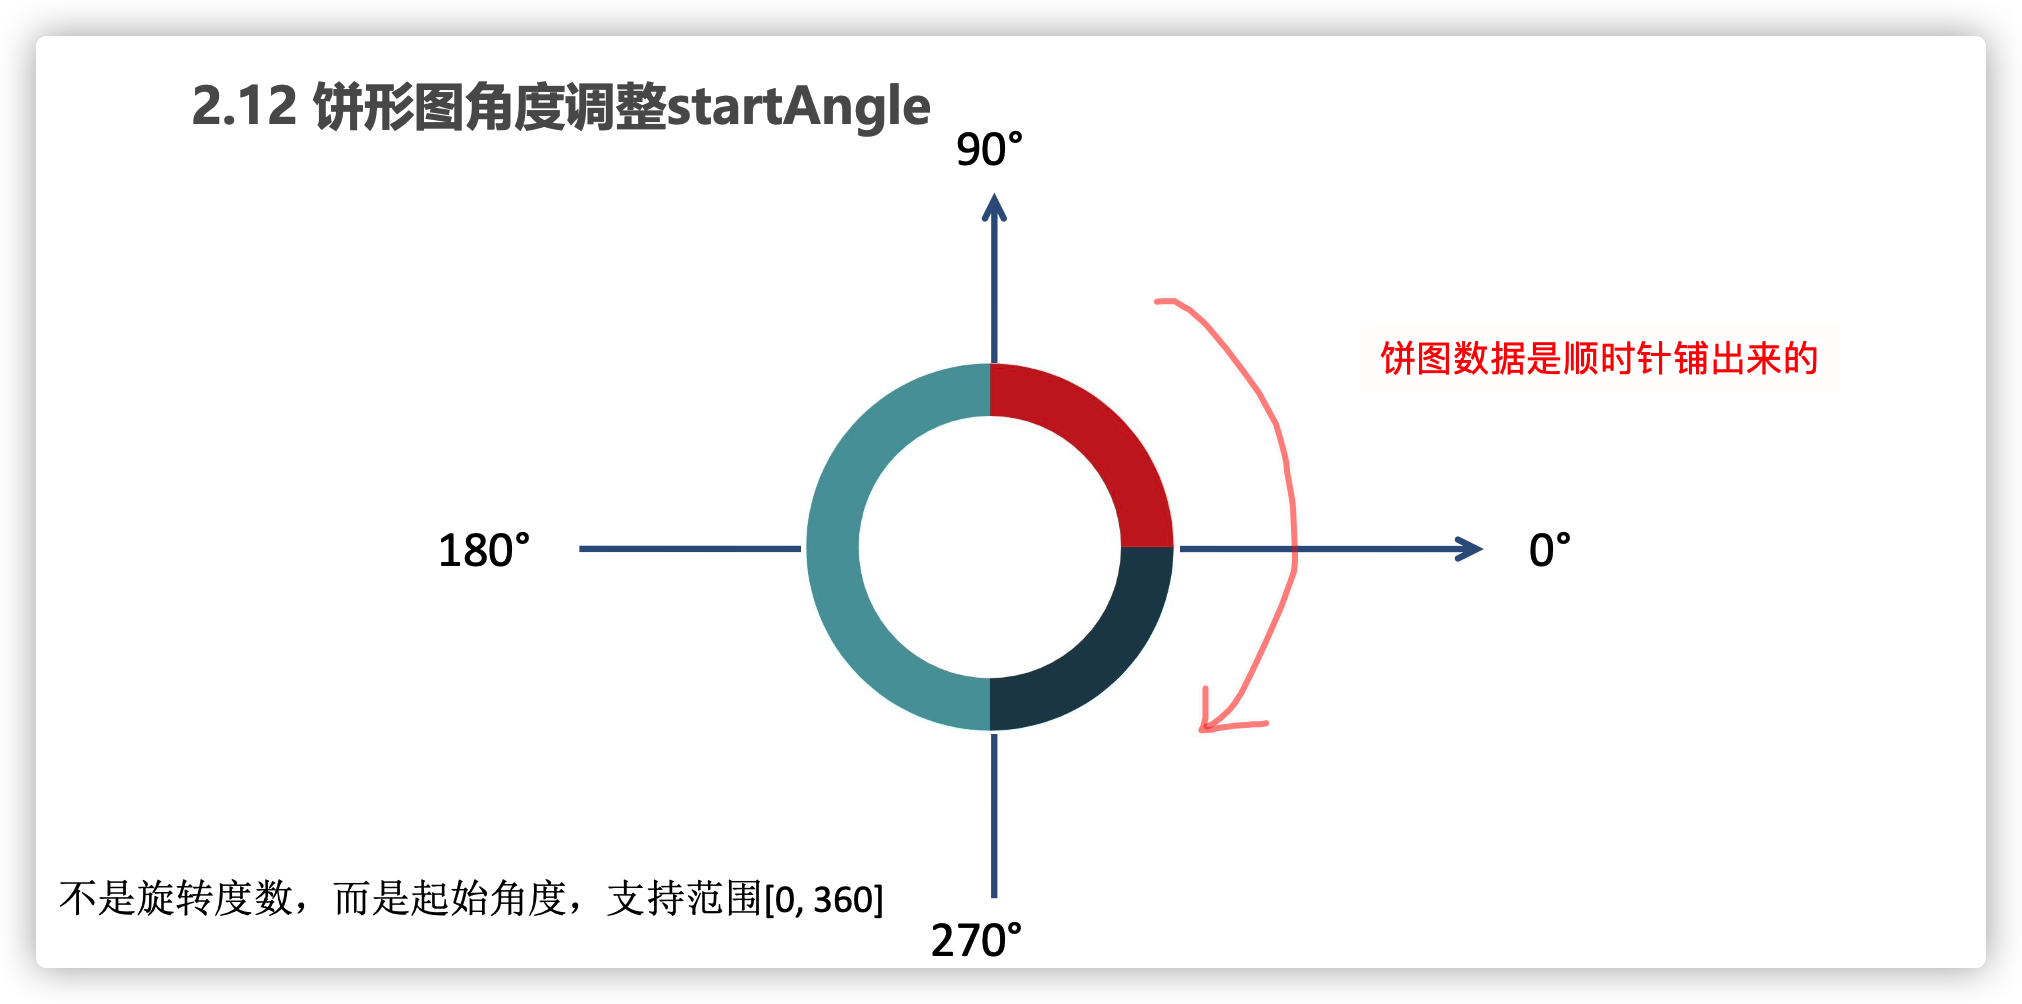 2.12 饼形图角度调整startAngle
90°
饼图数据是顺时针铺出来的
180°
0°
不是旋转度数，而是起始角度，支持范围[0, 360]
270°